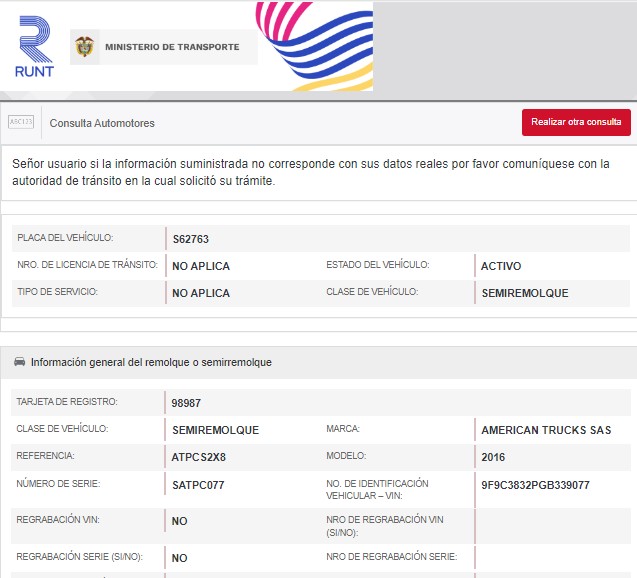 RUNT
MINISTERIO DE TRANSPORTE
ABC123 Consulta Automotores Realizar otra consulta
Señor usuario si la información suministrada no corresponde con sus datos reales por favor comuníquese con la
autoridad de tránsito en la cual solicitó su trámite.
PLACA DEL VEHÍCULO: S62763
NRO. DE LICENCIA DE TRÁNSITO: NO APLICA ESTADO DEL VEHÍCULO: ACTIVO
TIPO DE SERVICIO: NO APLICA CLASE DE VEHÍCULO: SEMIREMOLQUE
Información general del remolque o semirremolque
TARJETA DE REGISTRO: 98987
CLASE DE VEHÍCULO: SEMIREMOLQUE MARCA: AMERICAN TRUCKS SAS
REFERENCIA: ATPCS2X8 MODELO: 2016
NÚMERO DE SERIE: SATPC077 NO. DE IDENTIFICACIÓN
VEHICULAR – VIN: 9F9C3832PGB339077
REGRABACIÓN VIN: NO NRO DE REGRABACIÓN VIN
(SI/NO):
REGRABACIÓN SERIE (SI/NO): NO NRO DE REGRABACIÓN SERIE: